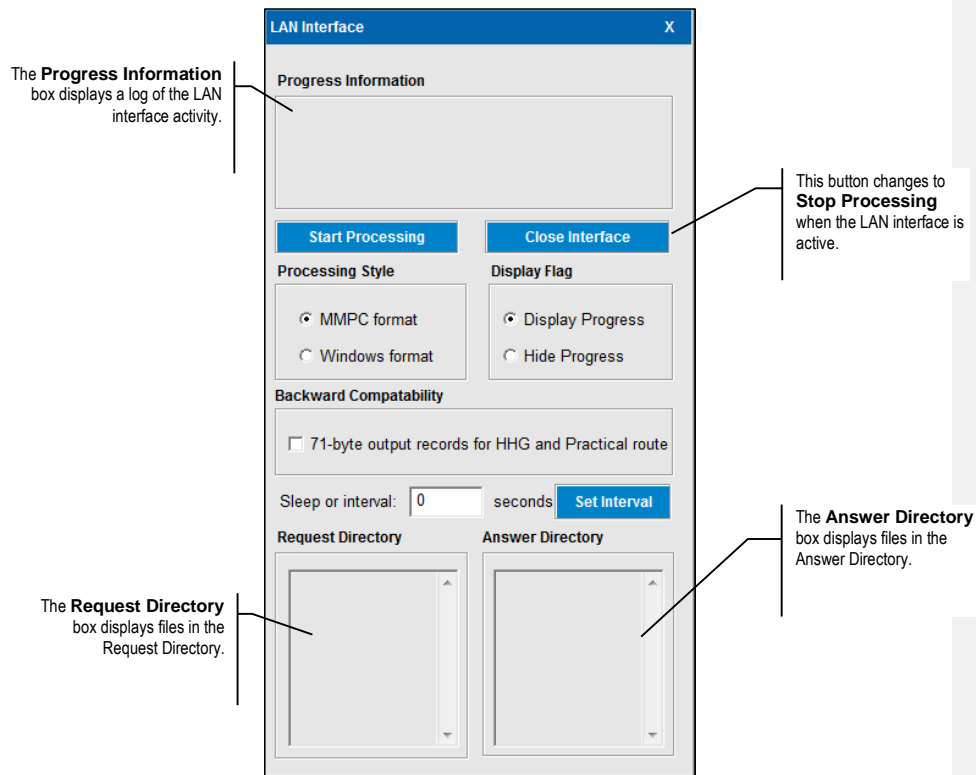 LAN Interface X
The Progress Information
box displays a log of the LAN
interface activity.
Progress Information
This button changes to
Stop Processing
when the LAN interface is
active.
Start Processing Close Interface
Processing Style Display Flag
MMPC format Display Progress
Windows format Hide Progress
Backward Compatability
71-byte output records for HHG and Practical route
Sleep or interval: 0 seconds Set Interval
The Answer Directory
box displays files in the
Answer Directory.
Request Directory Answer Directory
The Request Directory
box displays files in the
Request Directory.